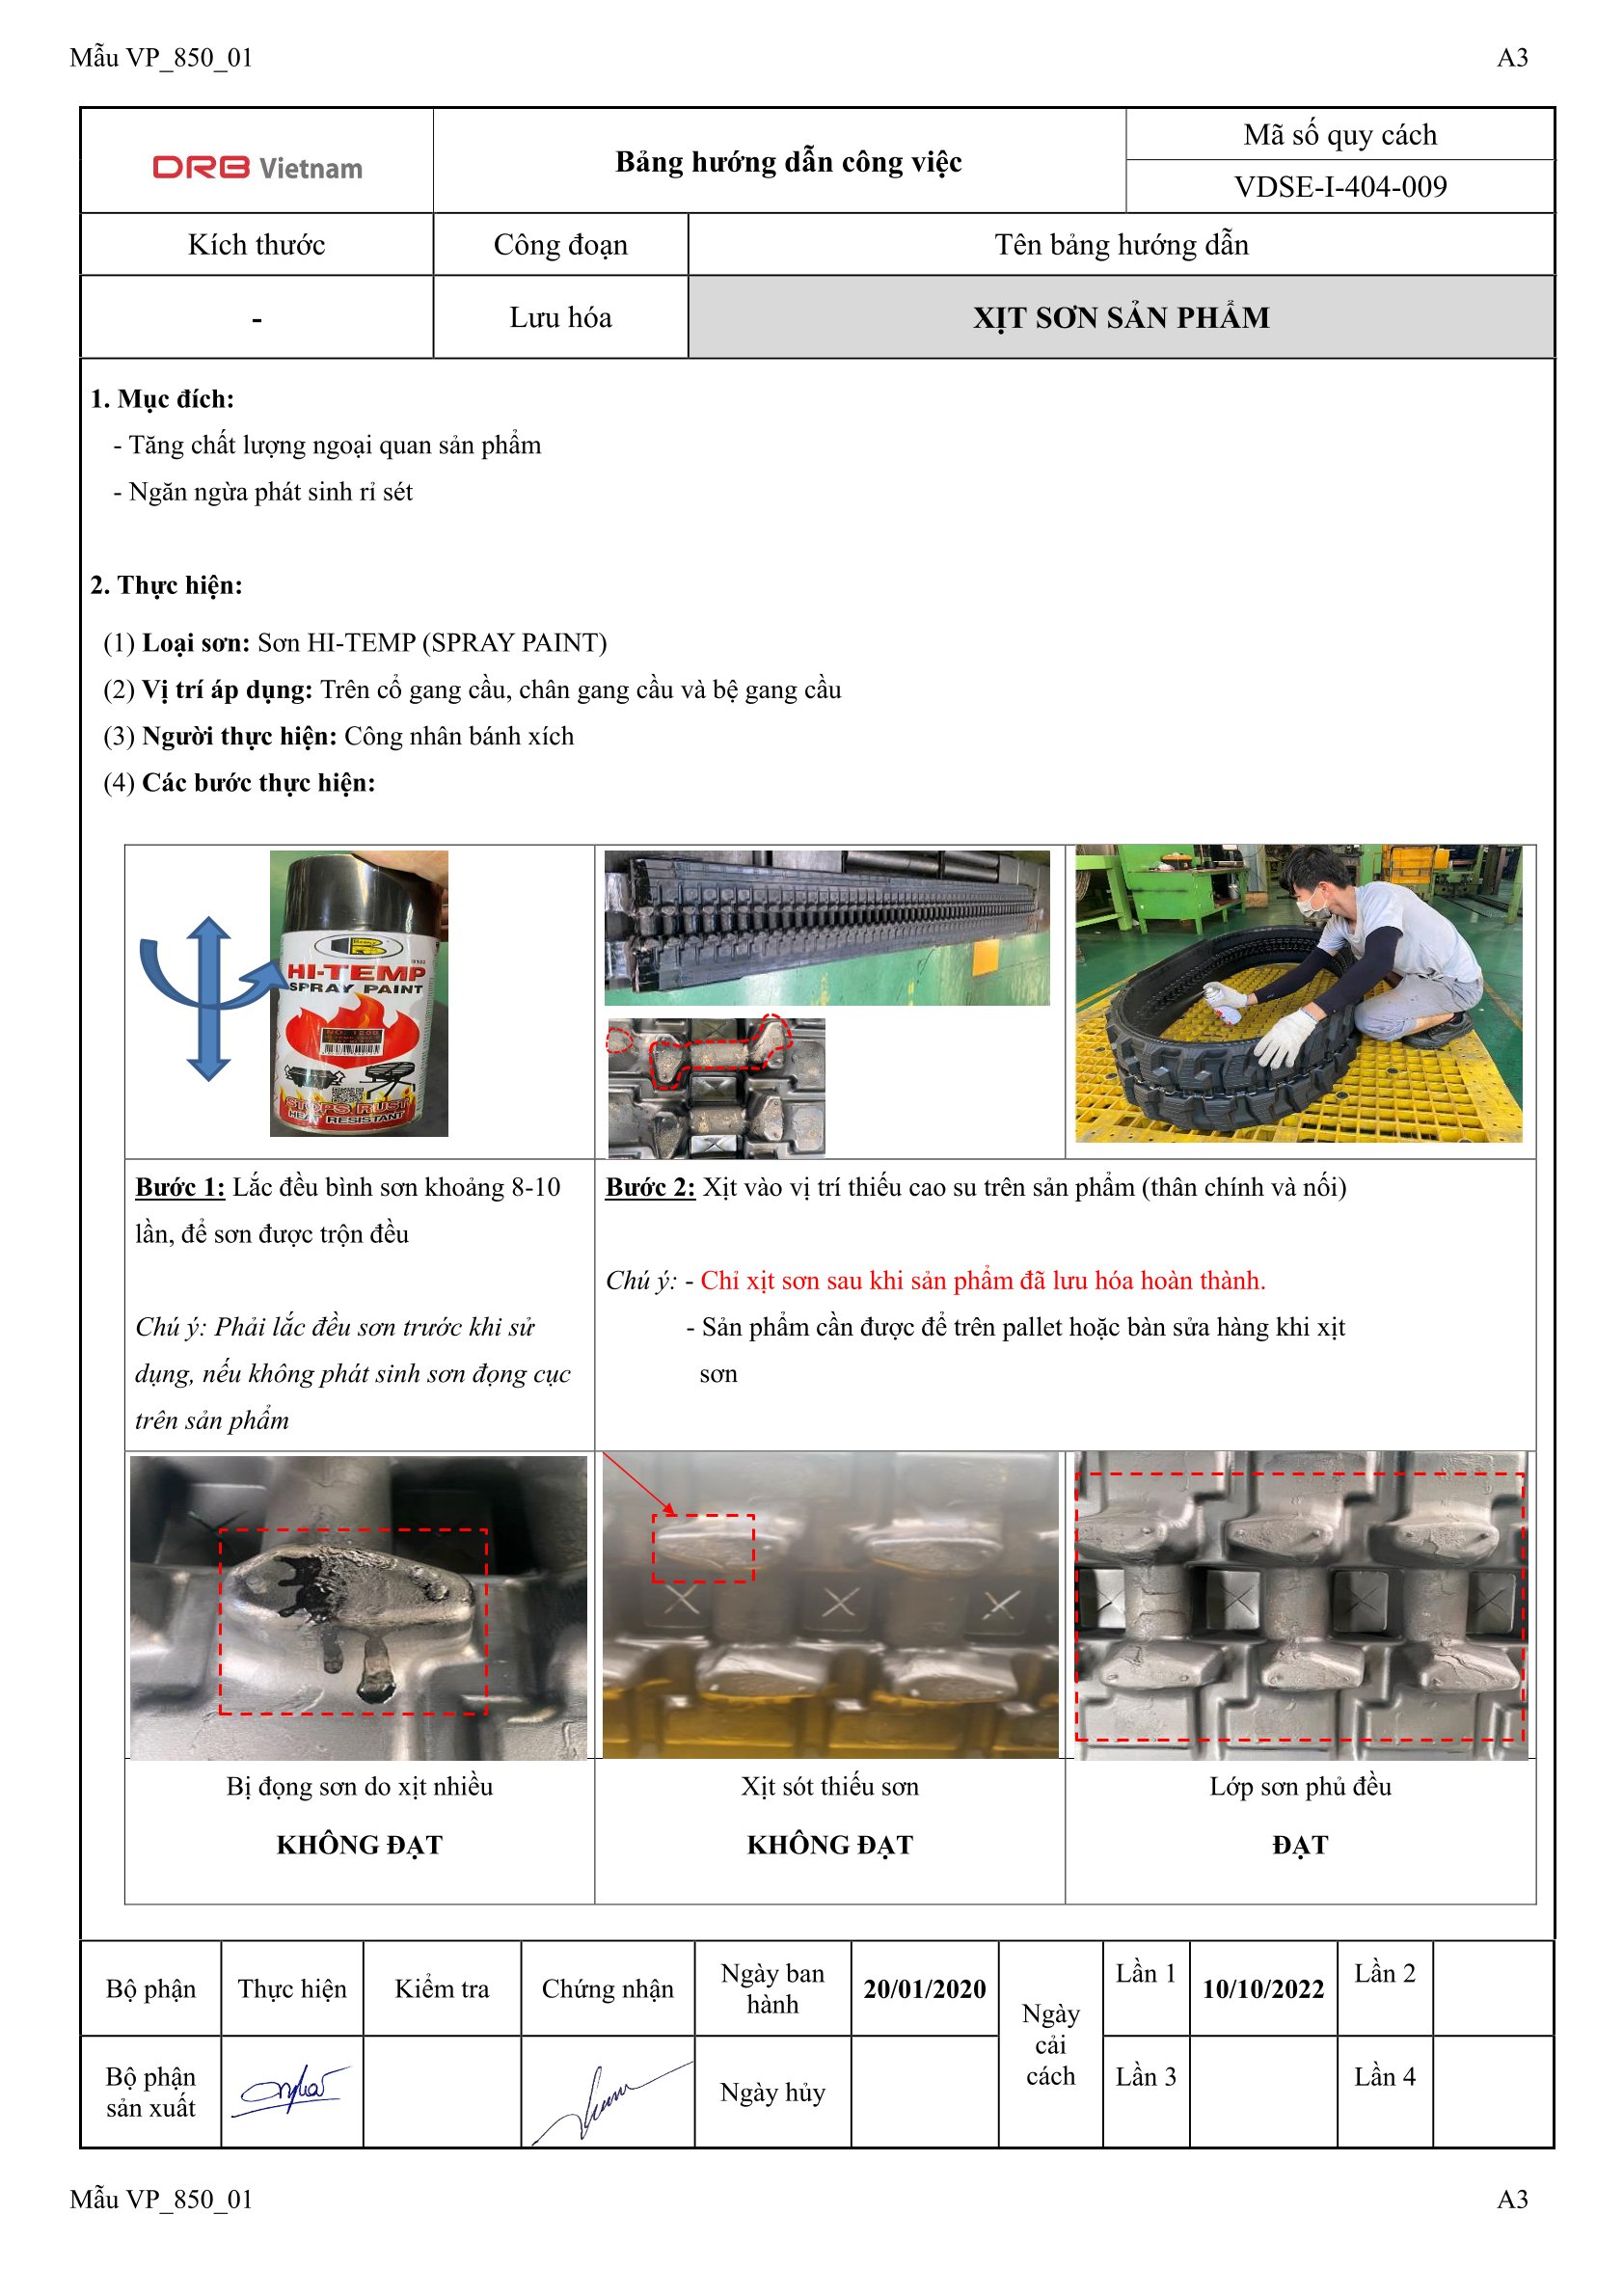 Mẫu VP_850_01
A3
DRB Vietnam
Bảng hướng dẫn công việc
Mã số quy cách
VDSE-I-404-009
Kích thước
Công đoạn
Tên bảng hướng dẫn
-
Lưu hóa
XỊT SƠN SẢN PHẨM
1. Mục đích:
- Tăng chất lượng ngoại quan sản phẩm
- Ngăn ngừa phát sinh rỉ sét
2. Thực hiện:
(1) Loại sơn: Sơn HI-TEMP (SPRAY PAINT)
(2) Vị trí áp dụng: Trên cổ gang cầu, chân gang cầu và bệ gang cầu
(3) Người thực hiện: Công nhân bánh xích
(4) Các bước thực hiện:
HI-TEMP
SPRAY PAINT
NO. 1200
STOPS RUST
HEAT RESISTANT
Bước 1: Lắc đều bình sơn khoảng 8-10
lần, để sơn được trộn đều
Chú ý: Phải lắc đều sơn trước khi sử
dụng, nếu không phát sinh sơn đọng cục
trên sản phẩm
Bước 2: Xịt vào vị trí thiếu cao su trên sản phẩm (thân chính và nối)
Chú ý: - Chỉ xịt sơn sau khi sản phẩm đã lưu hóa hoàn thành.
- Sản phẩm cần được để trên pallet hoặc bàn sửa hàng khi xịt
sơn
Bị đọng sơn do xịt nhiều
KHÔNG ĐẠT
Xịt sót thiếu sơn
KHÔNG ĐẠT
Lớp sơn phủ đều
ĐẠT
Bộ phận
Thực hiện
Kiểm tra
Chứng nhận
Ngày ban
hành
20/01/2020
Ngày
cải
cách
Lần 1
10/10/2022
Lần 2
Bộ phận
sản xuất
Ngày hủy
Lần 3
Lần 4
Mẫu VP_850_01
A3